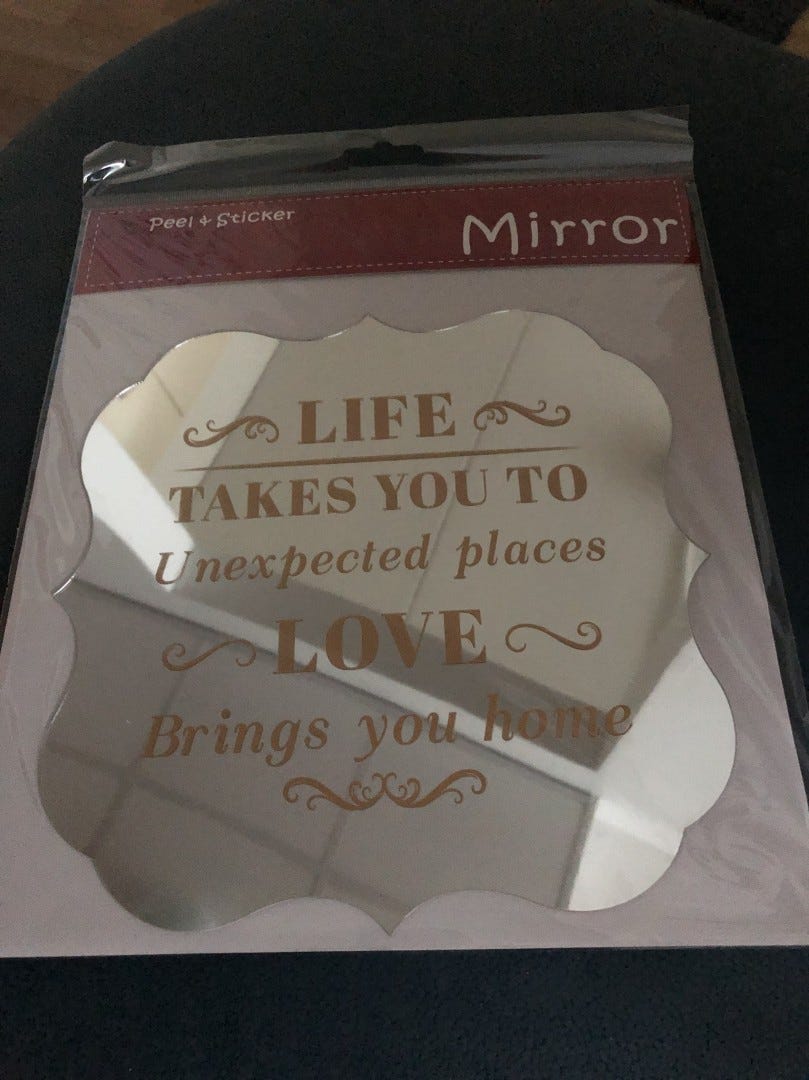 Peel & Sticker
Mirror
LIFE
TAKES YOU TO
Unexpected places
LOVE
Brings you home